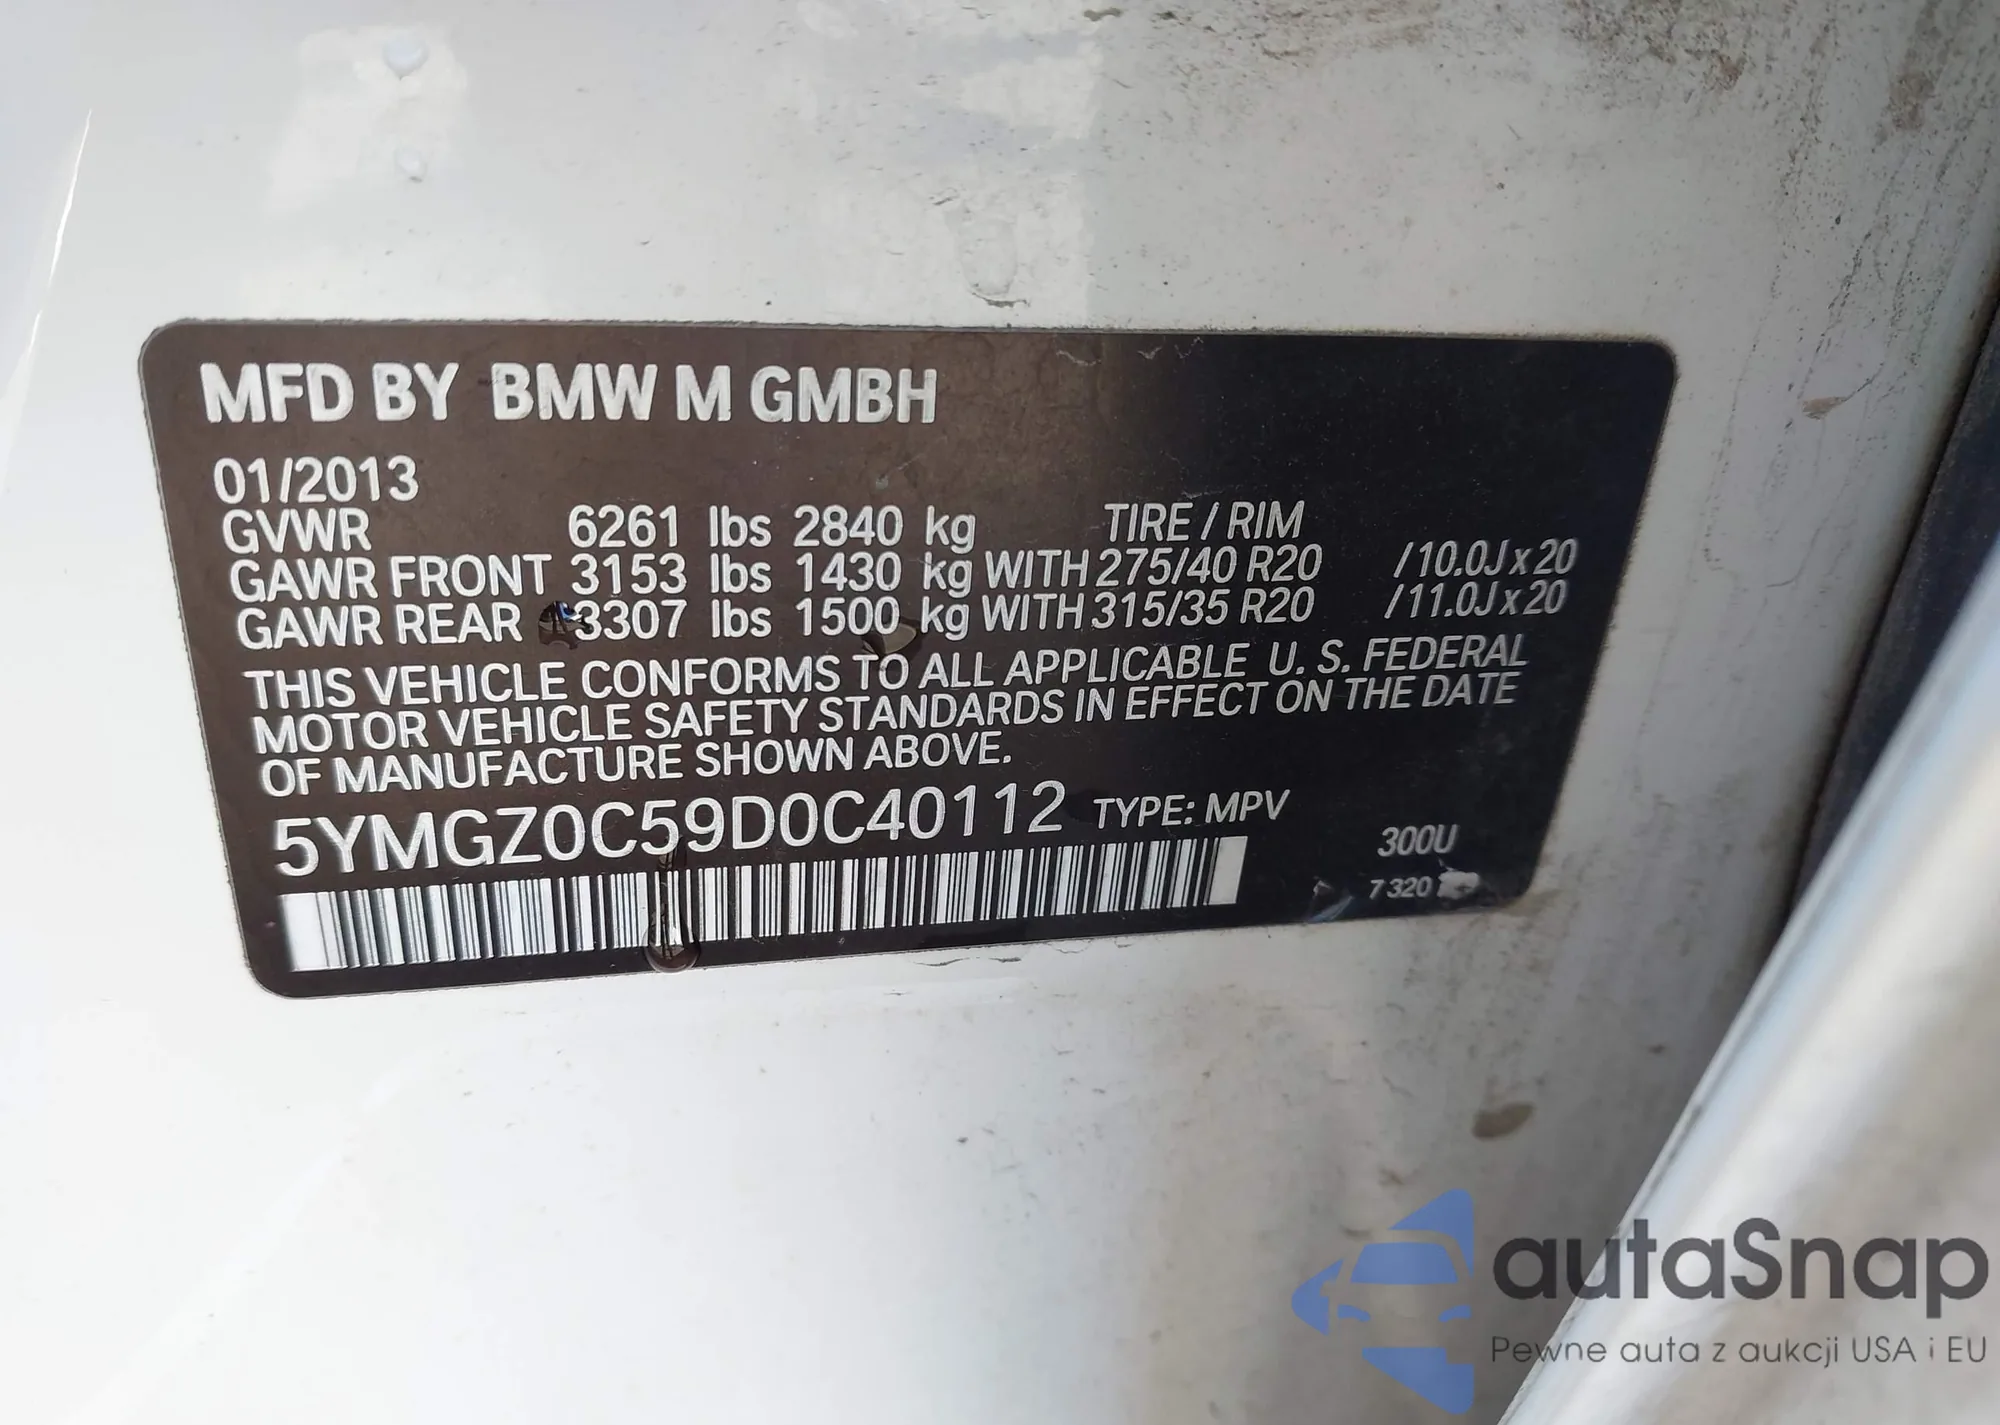 MFD BY BMW M GMBH
01/2013
GVWR 6261 lbs 2840 kg TIRE / RIM
GAWR FRONT 3153 lbs 1430 kg WITH 275/40 R20 /10.0J x 20
GAWR REAR 3307 lbs 1500 kg WITH 315/35 R20 /11.0J x 20
THIS VEHICLE CONFORMS TO ALL APPLICABLE U. S. FEDERAL
MOTOR VEHICLE SAFETY STANDARDS IN EFFECT ON THE DATE
OF MANUFACTURE SHOWN ABOVE.
5YMGZ0C59D0C40112 TYPE: MPV
300U
7 320
autaSnap
Pewne auta z aukcji USA i EU